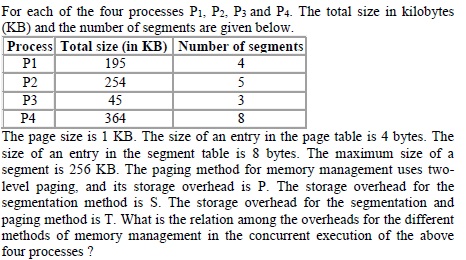 For each of the four processes P₁, P₂, P₃ and P₄. The total size in kilobytes
(KB) and the number of segments are given below.
Process Total size (in KB) Number of segments
P1 195 4
P2 254 5
P3 45 3
P4 364 8
The page size is 1 KB. The size of an entry in the page table is 4 bytes. The
size of an entry in the segment table is 8 bytes. The maximum size of a
segment is 256 KB. The paging method for memory management uses two-
level paging, and its storage overhead is P. The storage overhead for the
segmentation method is S. The storage overhead for the segmentation and
paging method is T. What is the relation among the overheads for the different
methods of memory management in the concurrent execution of the above
four processes ?